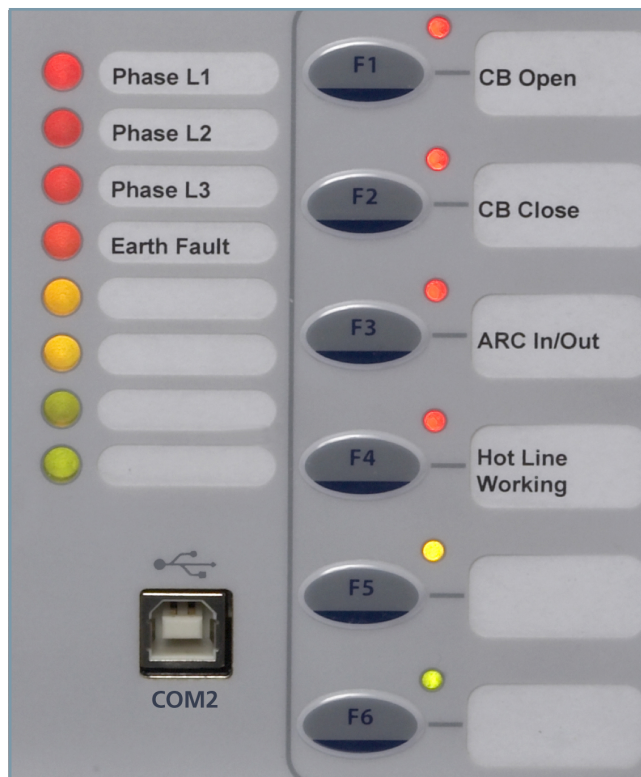 Phase L1
Phase L2
Phase L3
Earth Fault
COM2
F1
CB Open
F2
CB Close
F3
ARC In/Out
F4
Hot Line
Working
F5
F6